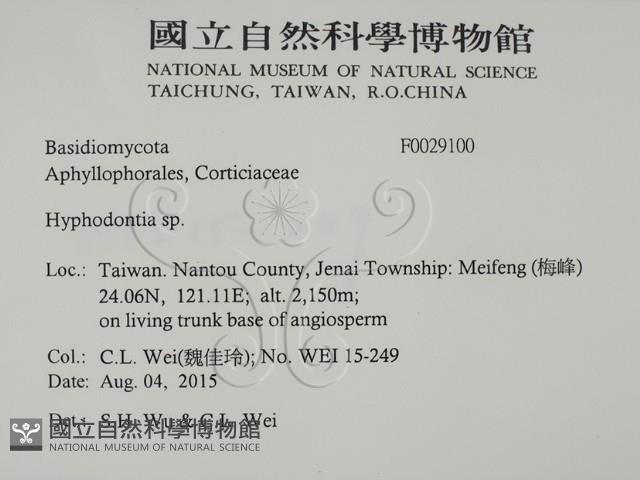 國立自然科學博物館
NATIONAL MUSEUM OF NATURAL SCIENCE
TAICHUNG, TAIWAN, R.O.CHINA
Basidiomycota F0029100
Aphyllophorales, Corticiaceae
Hyphodontia sp.
Loc.: Taiwan. Nantou County, Jenai Township: Meifeng (梅峰)
24.06N, 121.11E; alt. 2,150m;
on living trunk base of angiosperm
Col.: C.L. Wei(魏佳玲); No. WEI 15-249
Date: Aug. 04, 2015
Det.: S.H. Wu & C.L. Wei
國立自然科學博物館
NATIONAL MUSEUM OF NATURAL SCIENCE